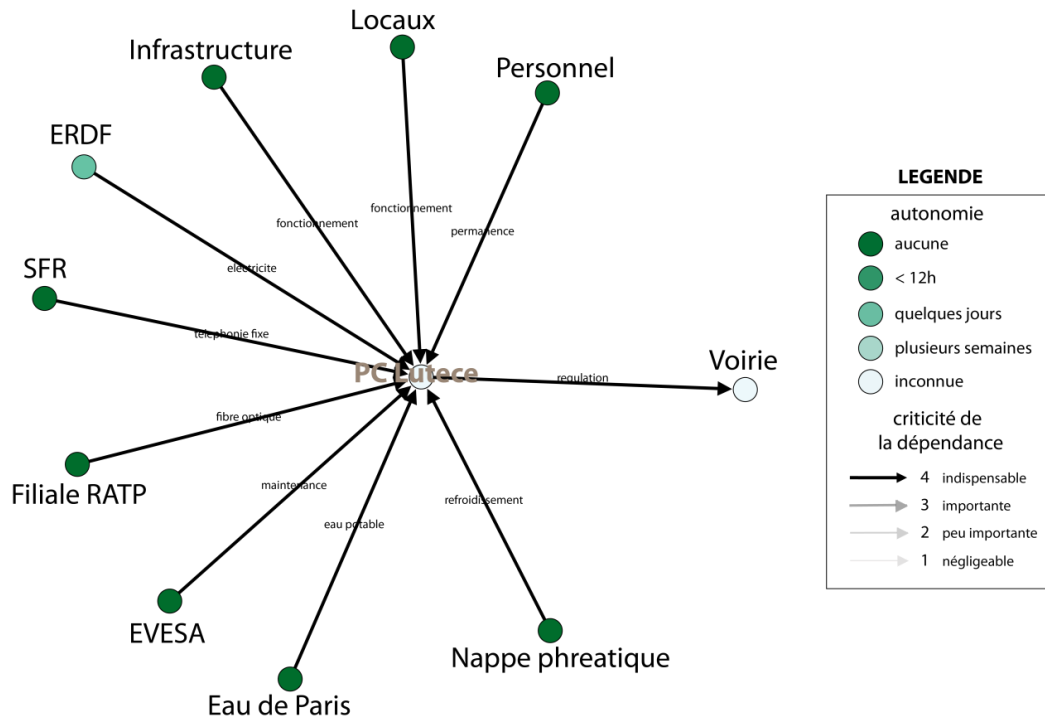 Locaux
Infrastructure
Personnel
ERDF
LEGENDE
autonomie
aucune
fonctionnement
fonctionnement
permanence
electricite
< 12h
SFR
quelques jours
telephonie fixe
plusieurs semaines
Voirie
PC Lutece
regulation
inconnue
fibre optique
criticité de
la dépendance
4 indispensable
Filiale RATP
maintenance
refroidissement
3 importante
eau potable
2 peu importante
1 négligeable
EVESA
Nappe phreatique
Eau de Paris